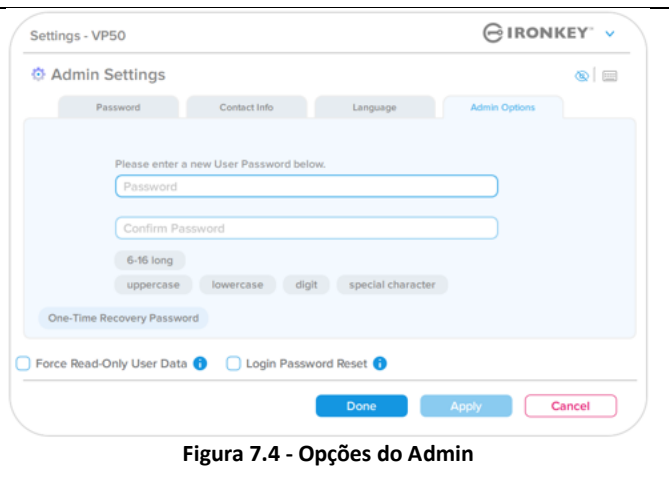 Settings - VP50
IRONKEY™
Admin Settings
Password Contact Info Language Admin Options
Please enter a new User Password below.
Password
Confirm Password
6-16 long
uppercase lowercase digit special character
One-Time Recovery Password
Force Read-Only User Data i Login Password Reset i
Done Apply Cancel
Figura 7.4 - Opções do Admin